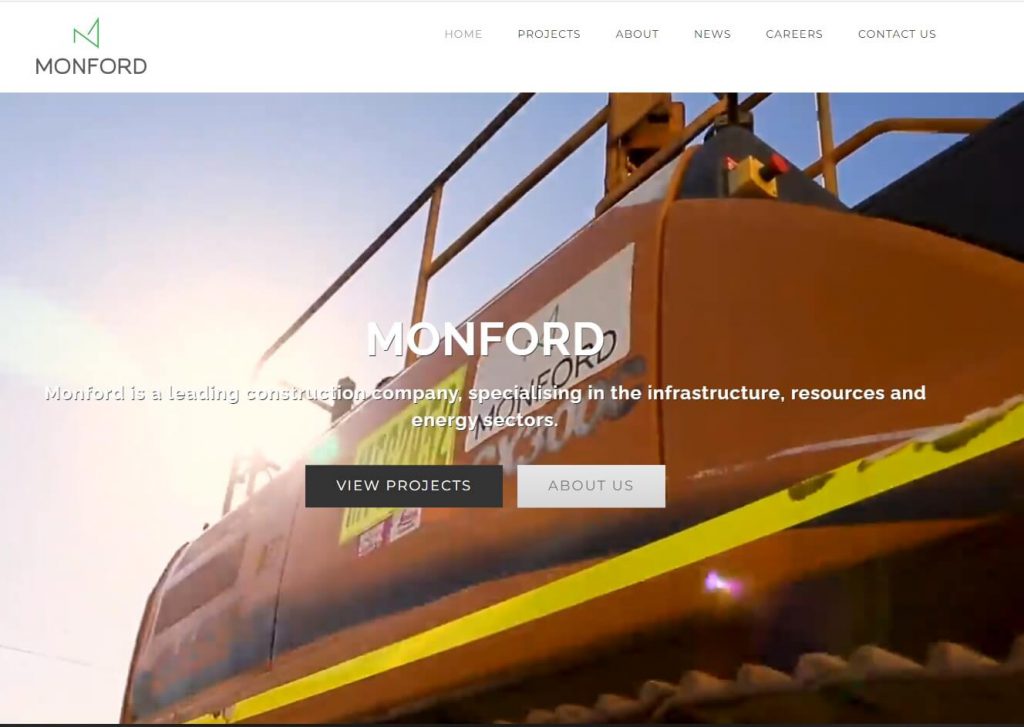 MONFORD
HOME PROJECTS ABOUT NEWS CAREERS CONTACT US
MONFORD
MONFORD
Monford is a leading construction company, specialising in the infrastructure, resources and
energy sectors.
VIEW PROJECTS ABOUT US